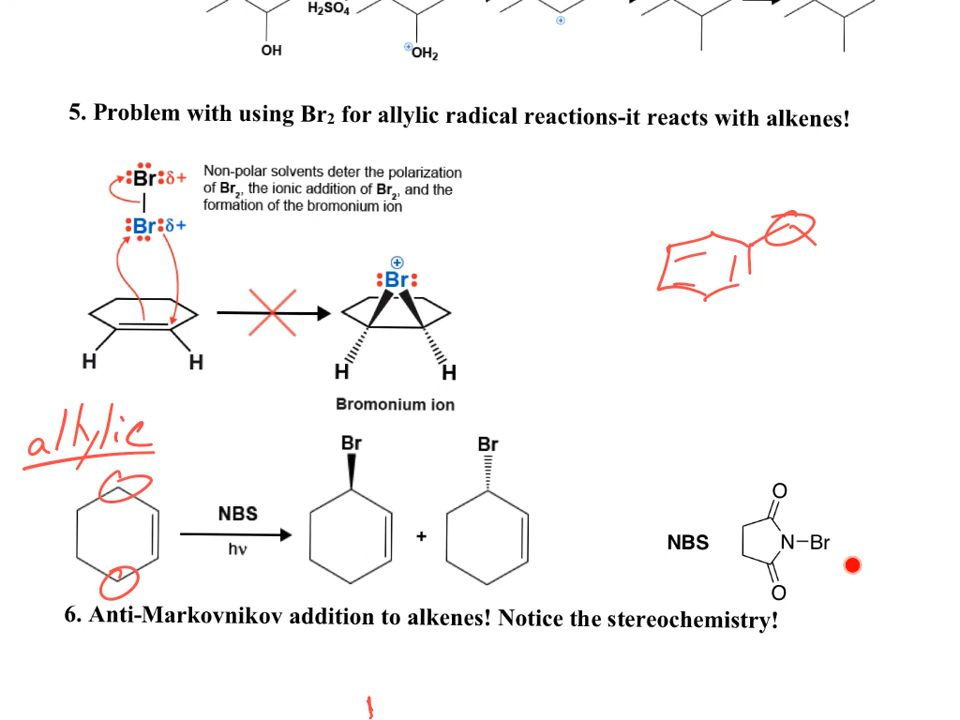 H₂SO₄
OH
⊕OH₂
⊕
5. Problem with using Br₂ for allylic radical reactions-it reacts with alkenes!
:Br:δ+
Non-polar solvents deter the polarization
of Br₂, the ionic addition of Br₂, and the
formation of the bromonium ion
:Br:δ+
⊕
:Br:
H
H
H
H
Bromonium ion
allylic
Br
Br
NBS
hν
+
NBS
O
N-Br
O
6. Anti-Markovnikov addition to alkenes! Notice the stereochemistry!